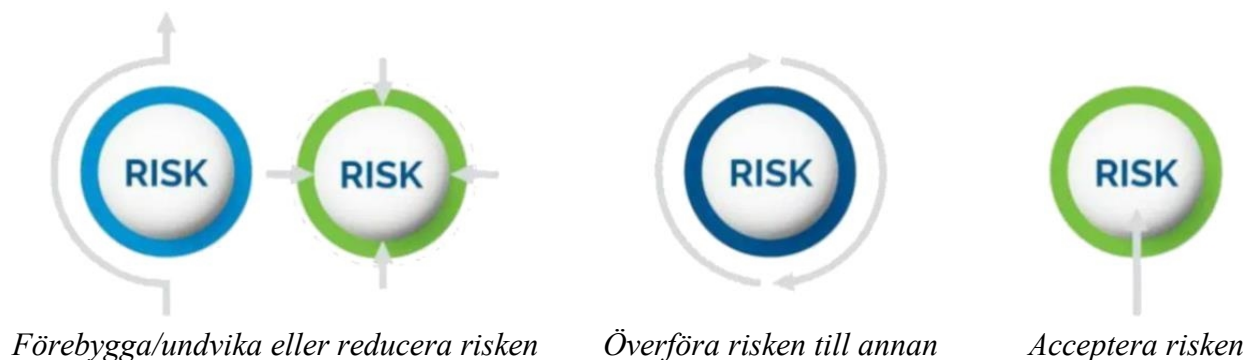 RISK RISK RISK RISK
Förebygga/undvika eller reducera risken Överföra risken till annan Acceptera risken